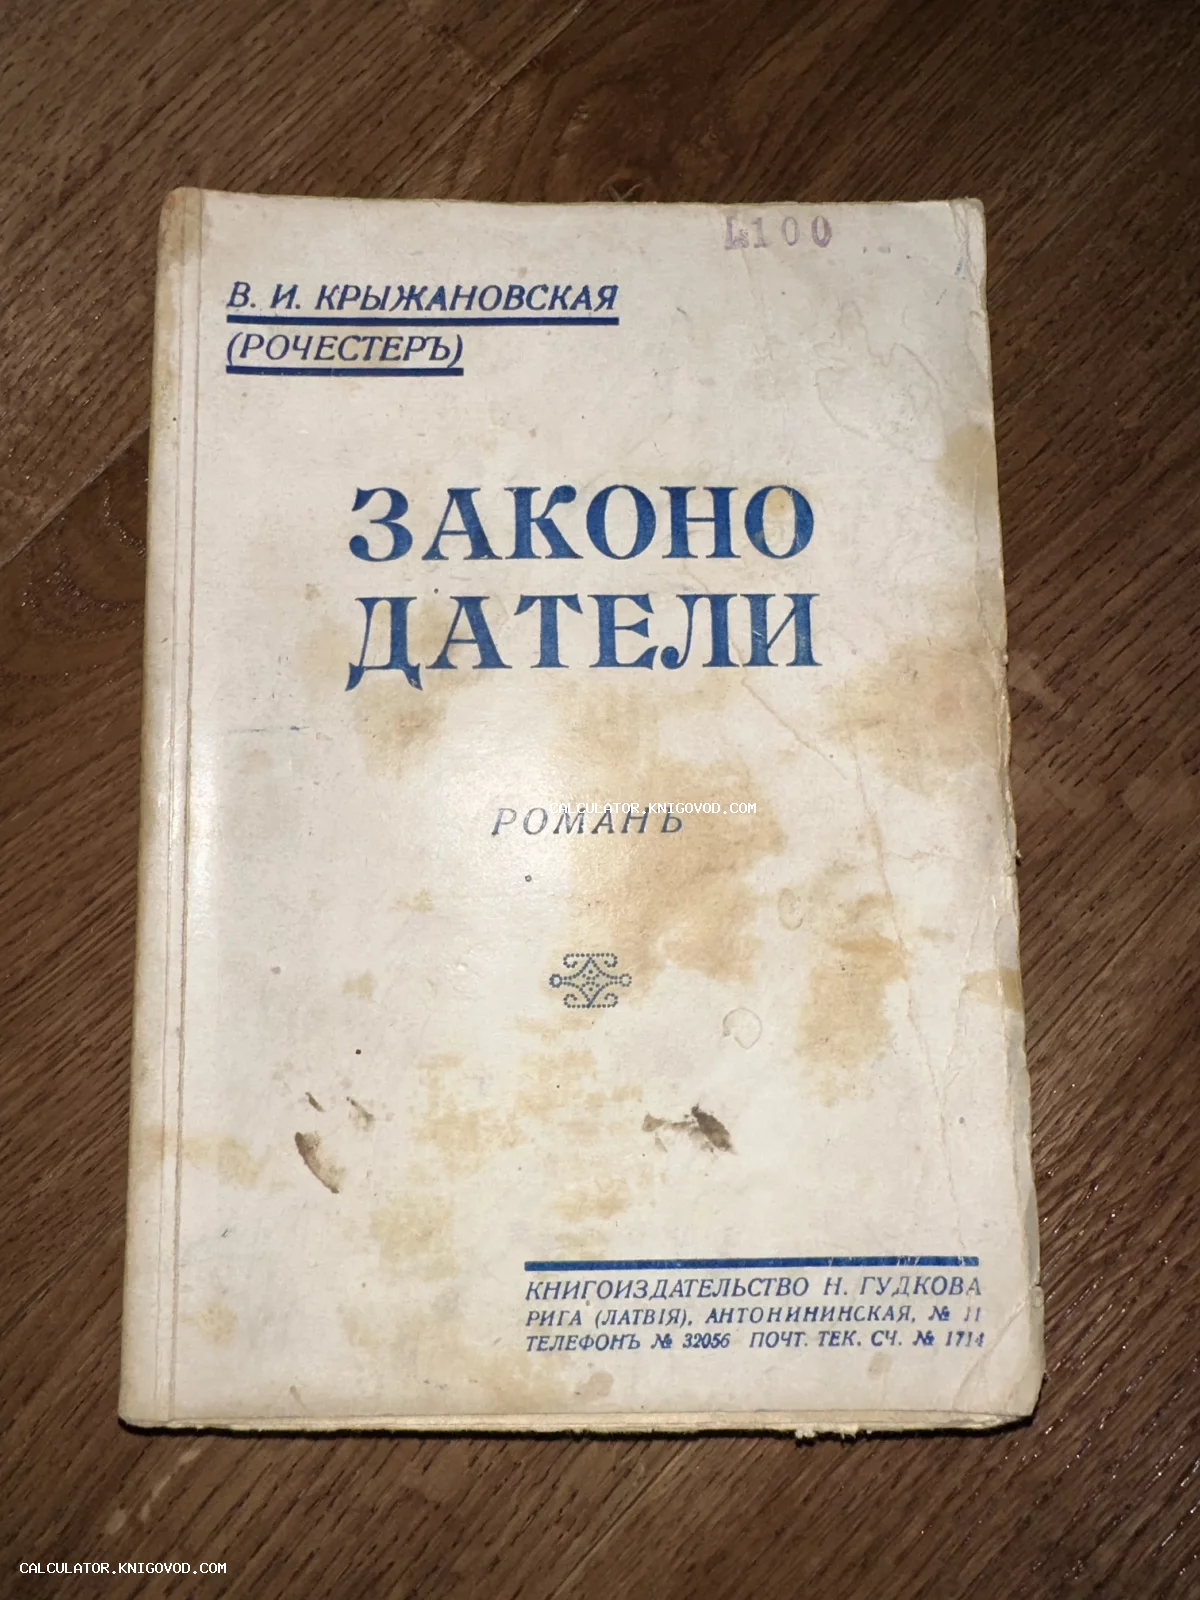 L100
В. И. КРЫЖАНОВСКАЯ
(РОЧЕСТЕРЪ)
ЗАКОНО
ДАТЕЛИ
CALCULATOR.KNIGOVOD.COM
РОМАНЪ
КНИГОИЗДАТЕЛЬСТВО Н. ГУДКОВА
РИГА (ЛАТВІЯ), АНТОНИНИНСКАЯ, № 11
ТЕЛЕФОНЪ № 32056 ПОЧТ. ТЕК. СЧ. № 1714
CALCULATOR.KNIGOVOD.COM